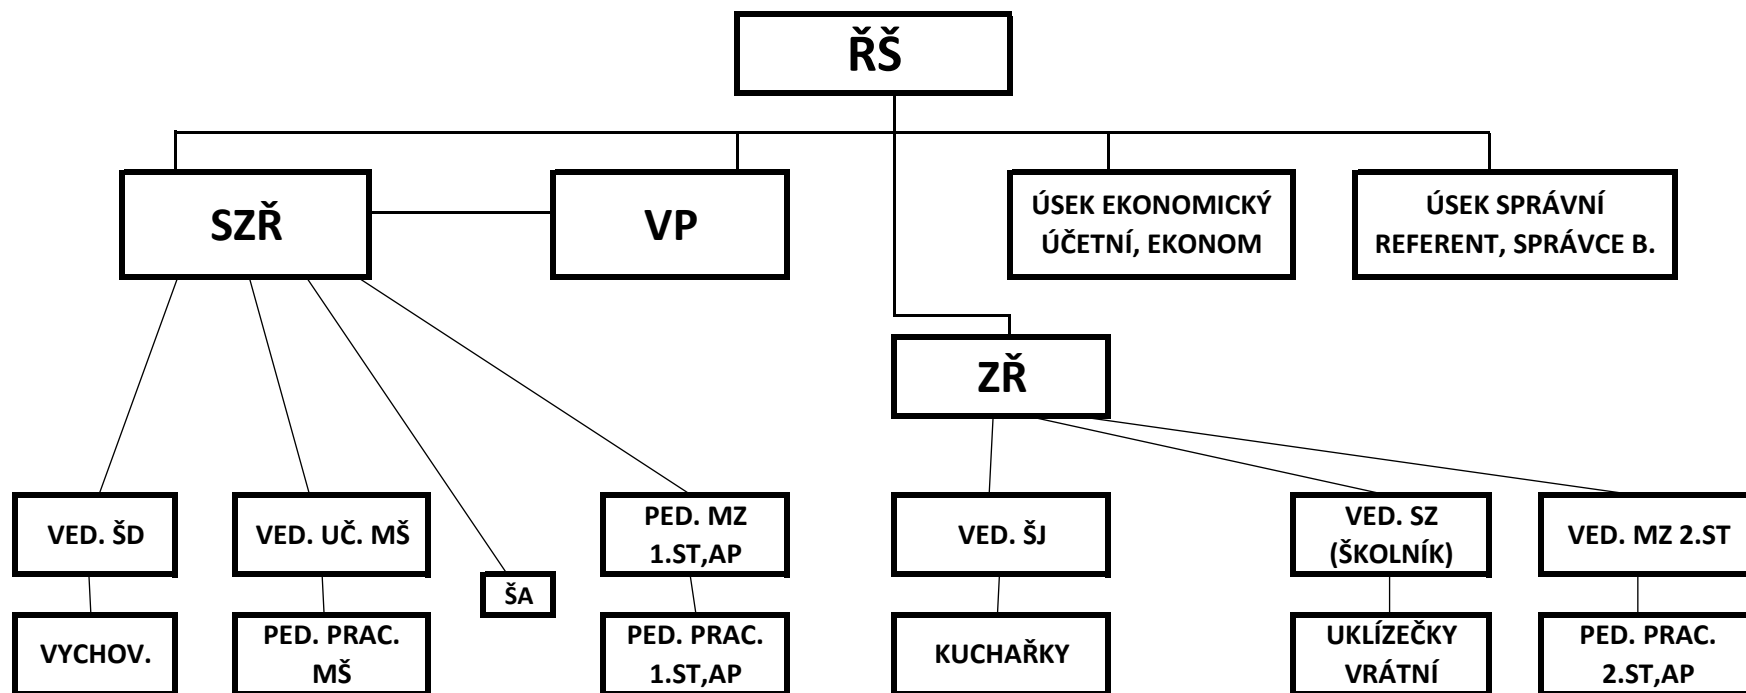 ŘŠ
SZŘ
VP
ÚSEK EKONOMICKÝ
ÚČETNÍ, EKONOM
ÚSEK SPRÁVNÍ
REFERENT, SPRÁVCE B.
ZŘ
VED. ŠD
VED. UČ. MŠ
ŠA
PED. MZ
1.ST,AP
VED. ŠJ
VED. SZ
(ŠKOLNÍK)
VED. MZ 2.ST
VYCHOV.
PED. PRAC.
MŠ
PED. PRAC.
1.ST,AP
KUCHAŘKY
UKLÍZEČKY
VRÁTNÍ
PED. PRAC.
2.ST,AP